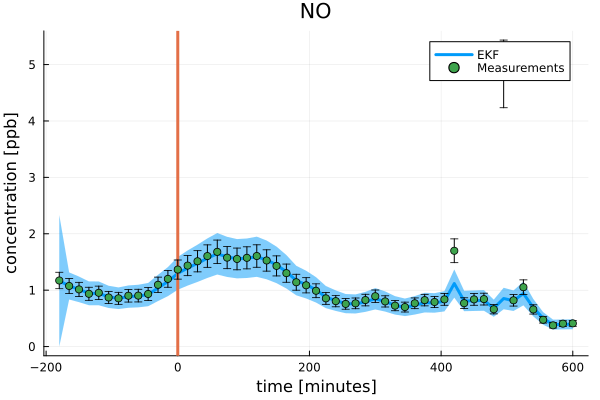 NO
EKF
Measurements
5
4
3
2
1
0
concentration [ppb]
−200
0
200
400
600
time [minutes]